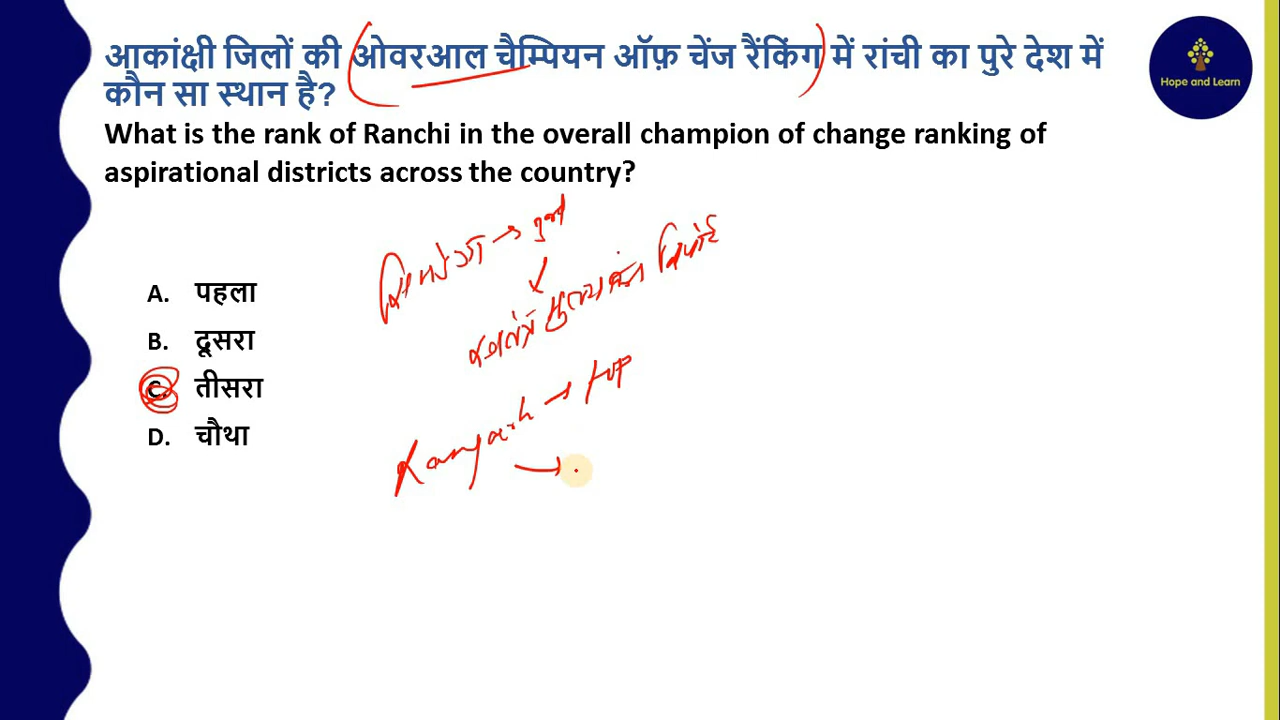 आकांक्षी जिलों की ओवरआल चैम्पियन ऑफ़ चेंज रैंकिंग में रांची का पुरे देश में
कौन सा स्थान है?
Hope and Learn
What is the rank of Ranchi in the overall champion of change ranking of
aspirational districts across the country?
A. पहला
B. दूसरा
C. तीसरा
D. चौथा